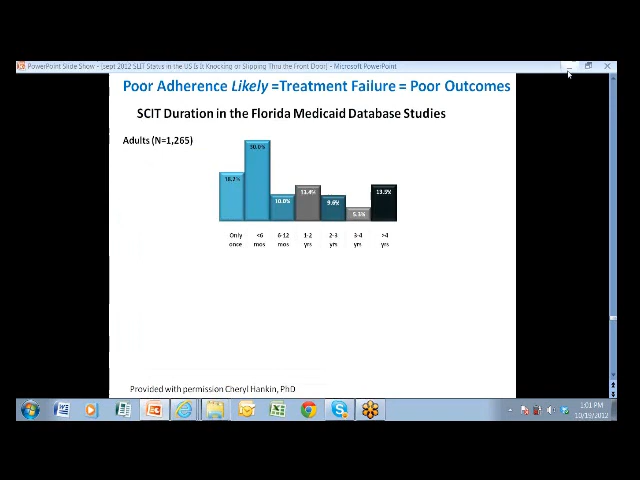 PowerPoint Slide Show - [sept 2012 SLIT Status in the US Is It Knocking or Slipping Thru the Front Door] - Microsoft PowerPoint
Poor Adherence Likely =Treatment Failure = Poor Outcomes
SCIT Duration in the Florida Medicaid Database Studies
Adults (N=1,265)
18.2% 30.0% 10.0% 13.4% 9.6% 5.3% 13.5%
Only once <6 mos 6-12 mos 1-2 yrs 2-3 yrs 3-4 yrs >4 yrs
Provided with permission Cheryl Hankin, PhD
1:01 PM
10/19/2012